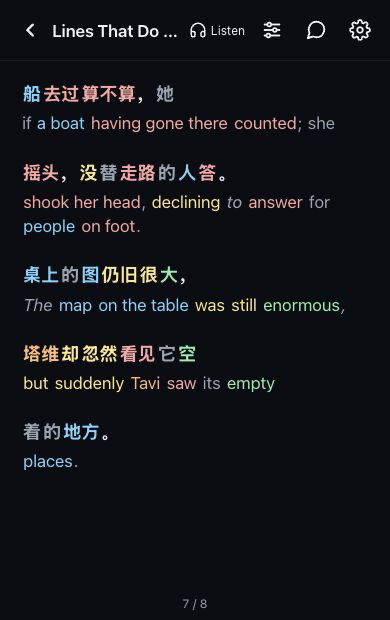 Lines That Do ... Listen
船去过算不算，她
if a boat having gone there counted; she
摇头，没替走路的人答。
shook her head, declining to answer for
people on foot.
桌上的图仍旧很大，
The map on the table was still enormous,
塔维却忽然看见它空
but suddenly Tavi saw its empty
着的地方。
places.
7 / 8